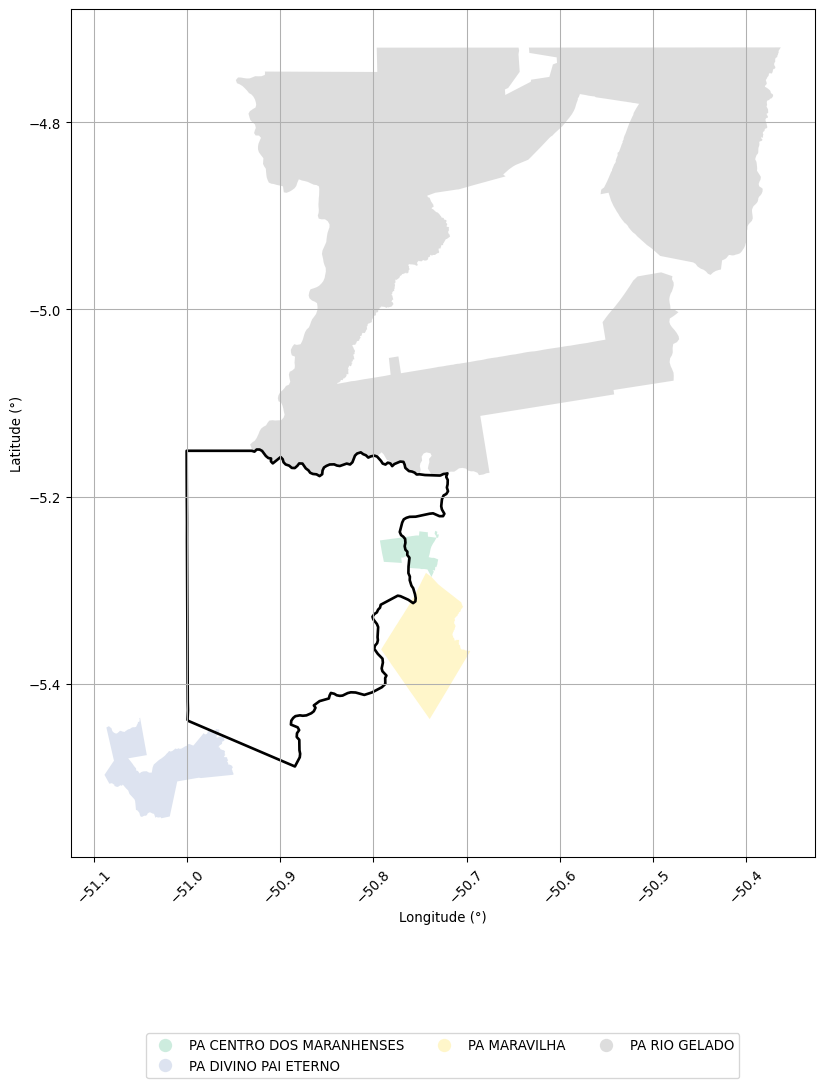 −4.8
−5.0
−5.2
−5.4
Latitude (°)
−51.1
−51.0
−50.9
−50.8
−50.7
−50.6
−50.5
−50.4
Longitude (°)
PA CENTRO DOS MARANHENSES
PA DIVINO PAI ETERNO
PA MARAVILHA
PA RIO GELADO